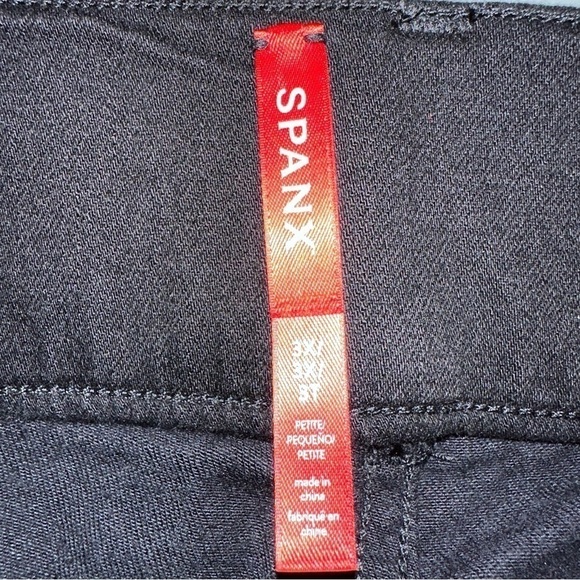 SPANX
3X/
3X/
3T
PETITE/
PEQUEÑO/
PETITE
made in
china
fabriqué en
chine